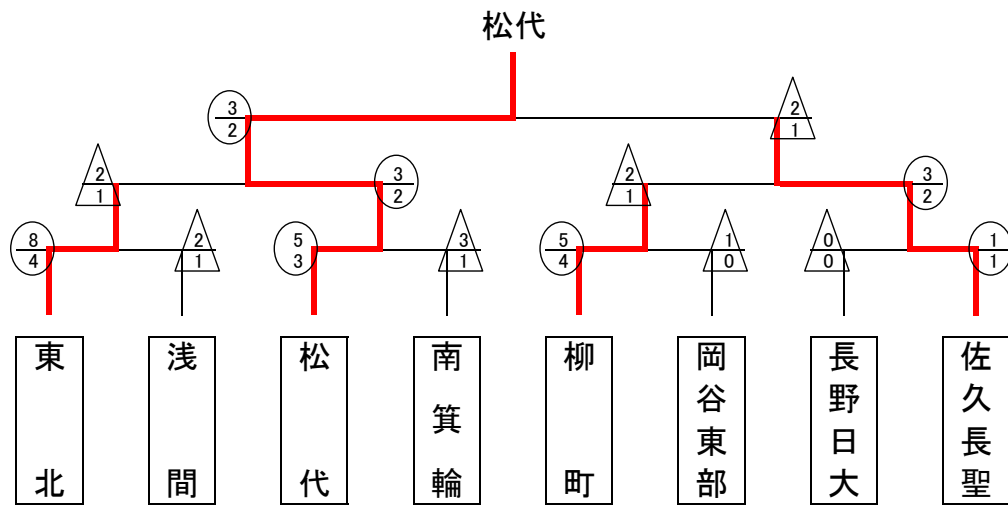 松代
3 2
2 1
2 1
3 2
2 1
3 2
8 4
2 1
5 3
3 1
5 4
1 0
0 0
1 1
東北
浅間
松代
南箕輪
柳町
岡谷東部
長野日大
佐久長聖